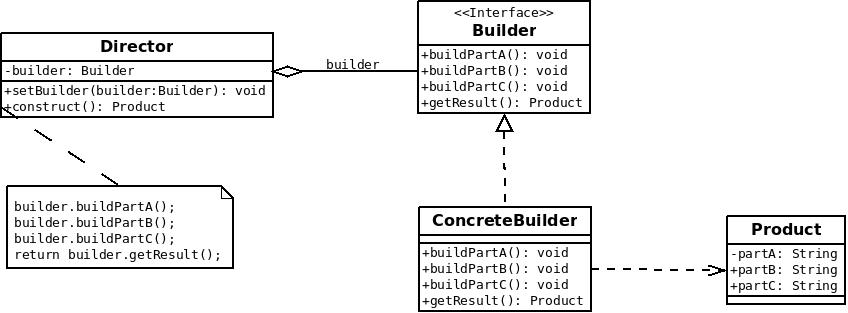 Director
-builder: Builder
+setBuilder(builder:Builder): void
+construct(): Product
builder
<<Interface>>
Builder
+buildPartA(): void
+buildPartB(): void
+buildPartC(): void
+getResult(): Product
builder.buildPartA();
builder.buildPartB();
builder.buildPartC();
return builder.getResult();
ConcreteBuilder
+buildPartA(): void
+buildPartB(): void
+buildPartC(): void
+getResult(): Product
Product
-partA: String
+partB: String
+partC: String